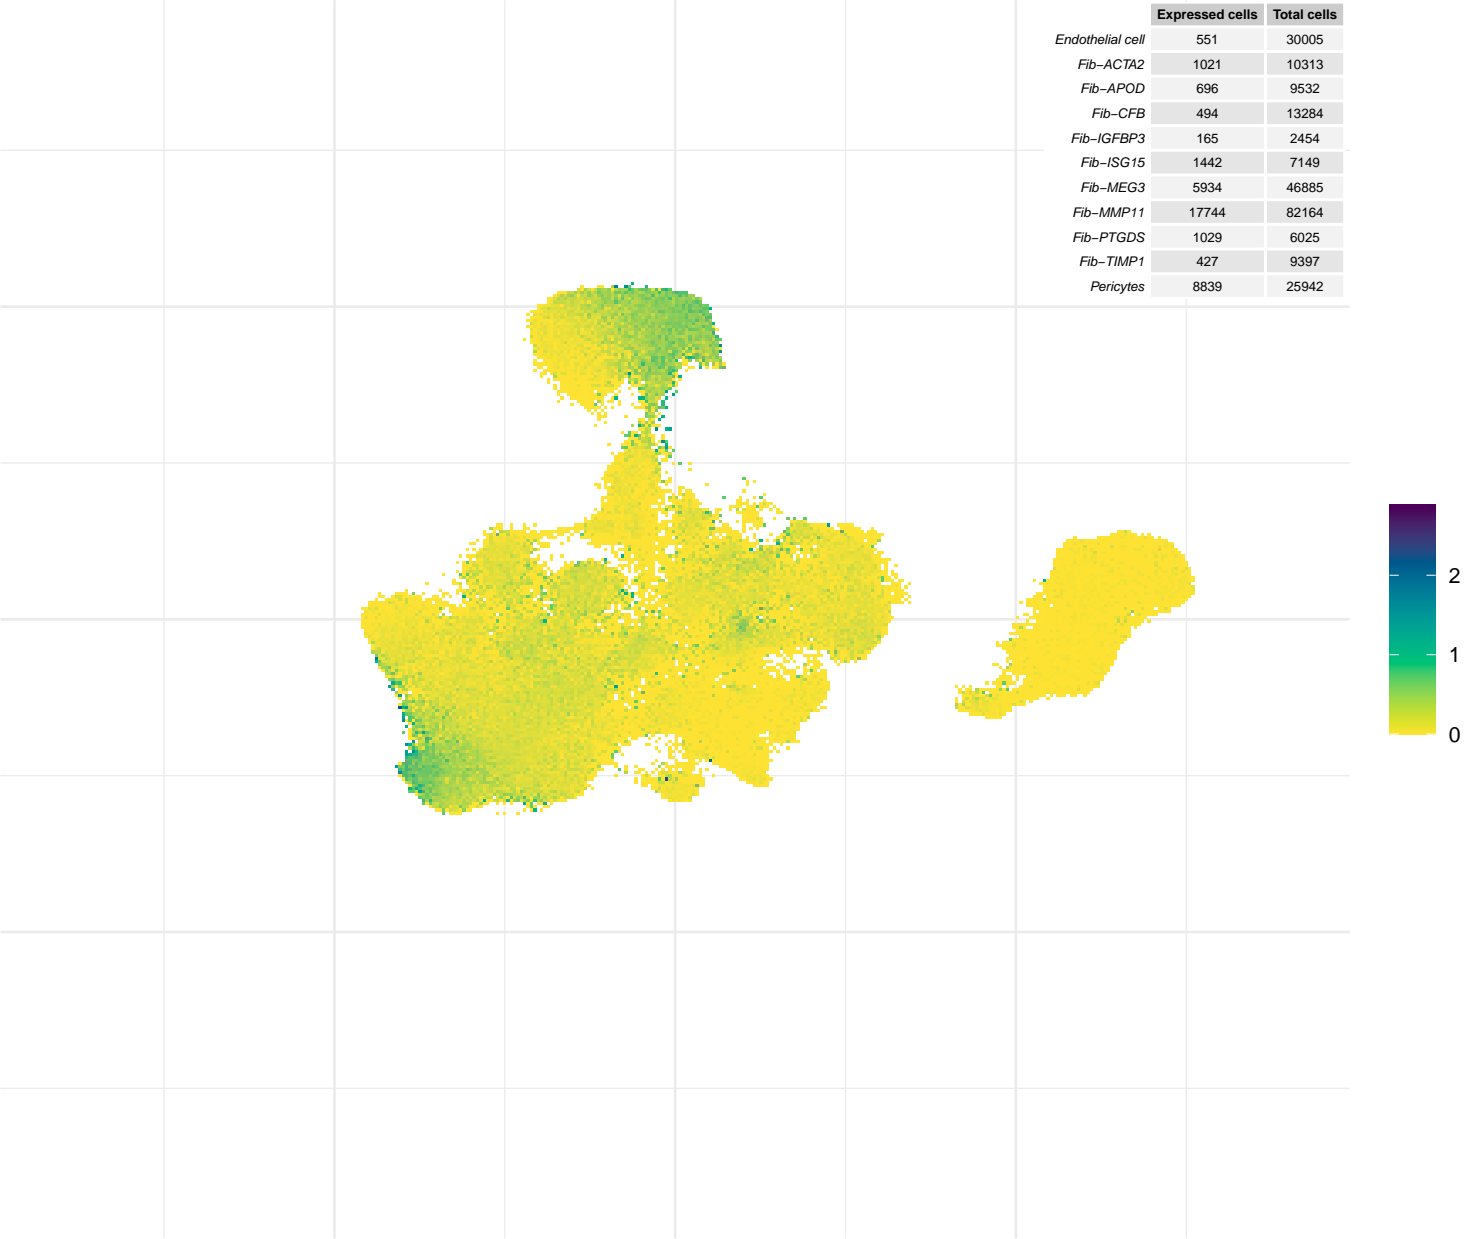 Expressed cells Total cells
Endothelial cell 551 30005
Fib−ACTA2 1021 10313
Fib−APOD 696 9532
Fib−CFB 494 13284
Fib−IGFBP3 165 2454
Fib−ISG15 1442 7149
Fib−MEG3 5934 46885
Fib−MMP11 17744 82164
Fib−PTGDS 1029 6025
Fib−TIMP1 427 9397
Pericytes 8839 25942
2
1
0